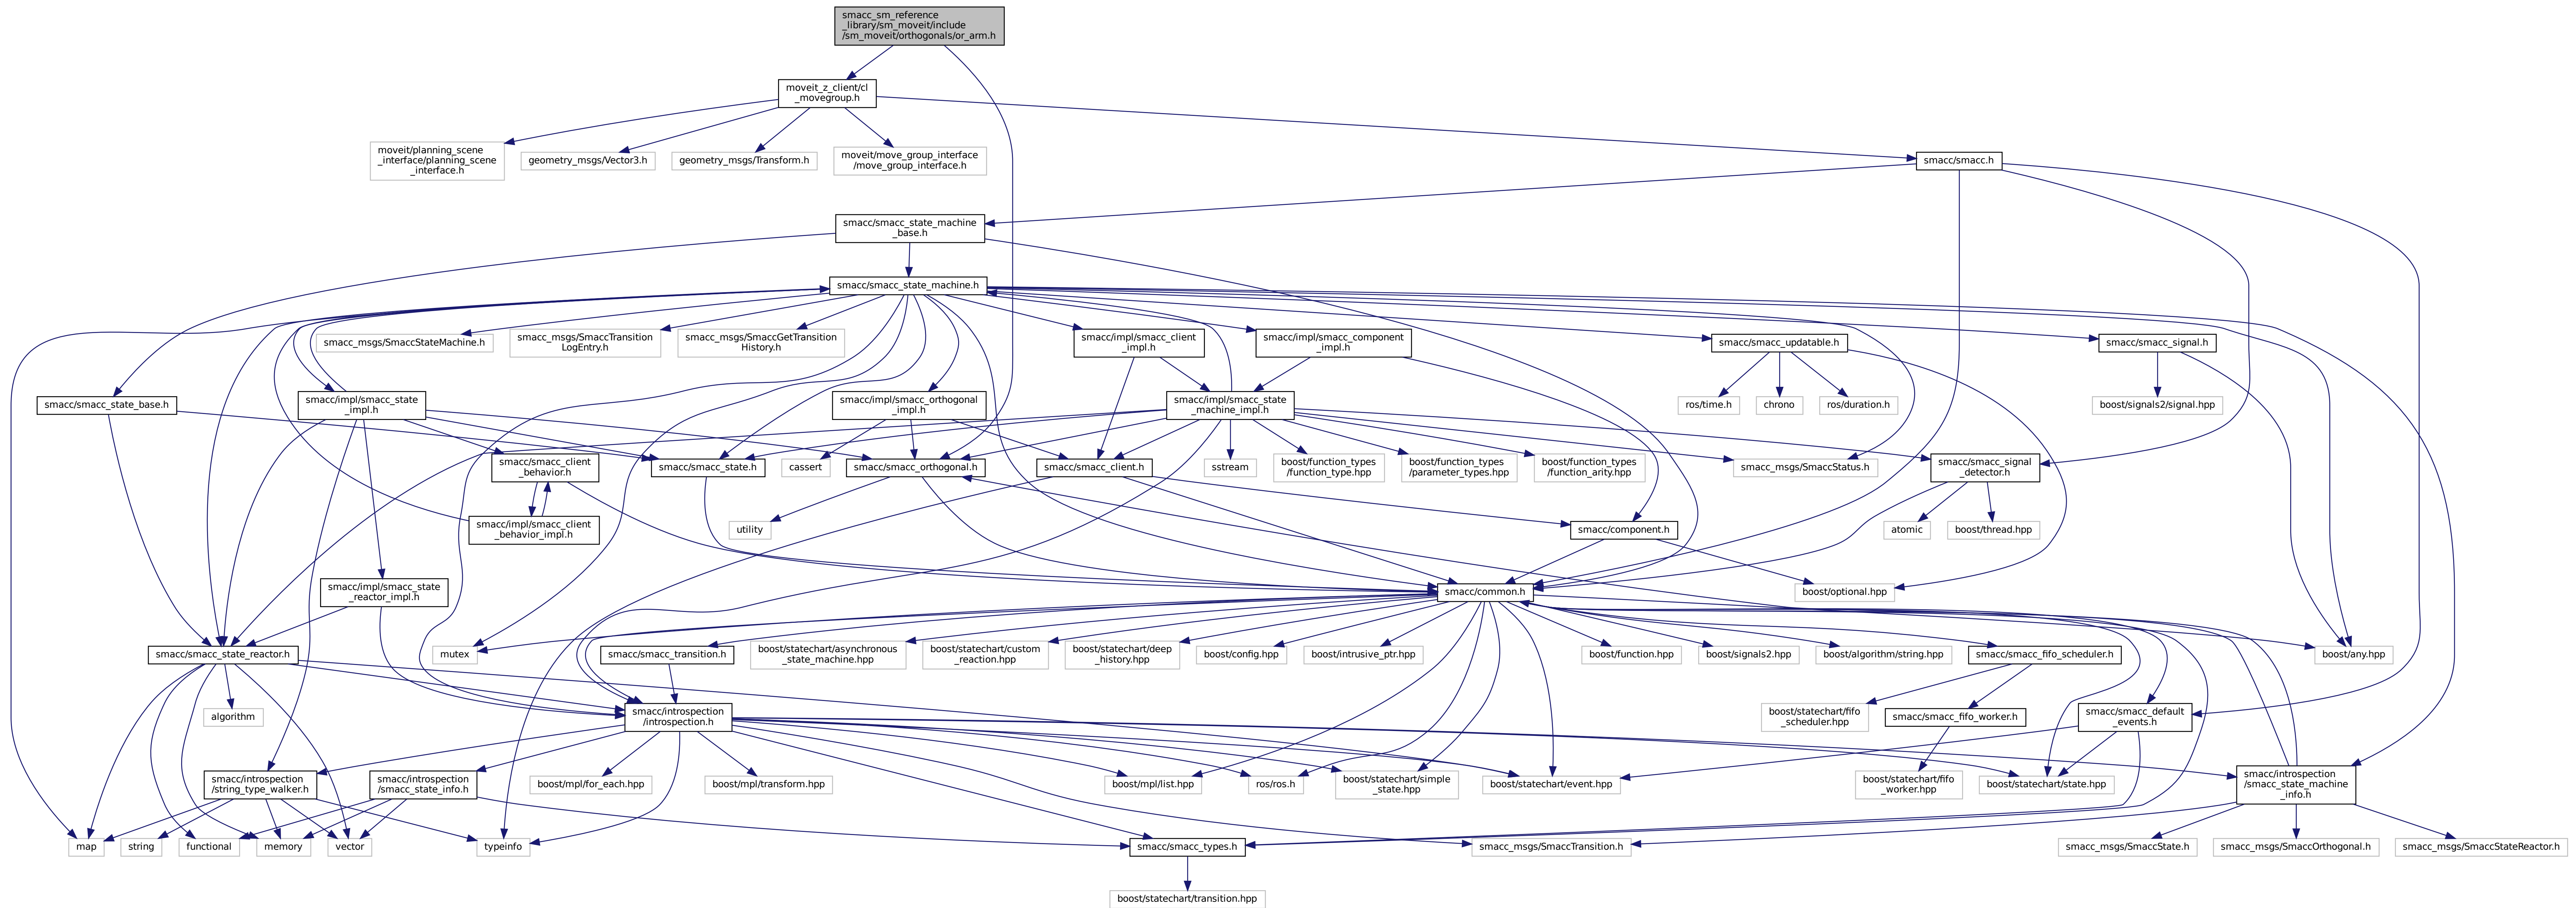 smacc_sm_reference
_library/sm_moveit/include
/sm_moveit/orthogonals/or_arm.h
moveit_z_client/cl
_movegroup.h
moveit/planning_scene
_interface/planning_scene
_interface.h
geometry_msgs/Vector3.h
geometry_msgs/Transform.h
moveit/move_group_interface
/move_group_interface.h
smacc/smacc.h
smacc/smacc_state_machine
_base.h
smacc/smacc_state_machine.h
smacc_msgs/SmaccStateMachine.h
smacc_msgs/SmaccTransition
LogEntry.h
smacc_msgs/SmaccGetTransition
History.h
smacc/impl/smacc_client
_impl.h
smacc/impl/smacc_component
_impl.h
smacc/smacc_updatable.h
smacc/smacc_signal.h
smacc/smacc_state_base.h
smacc/impl/smacc_state
_impl.h
smacc/impl/smacc_orthogonal
_impl.h
smacc/impl/smacc_state
_machine_impl.h
ros/time.h
chrono
ros/duration.h
boost/signals2/signal.hpp
smacc/smacc_client
_behavior.h
smacc/smacc_state.h
cassert
smacc/smacc_orthogonal.h
smacc/smacc_client.h
sstream
boost/function_types
/function_type.hpp
boost/function_types
/parameter_types.hpp
boost/function_types
/function_arity.hpp
smacc_msgs/SmaccStatus.h
smacc/smacc_signal
_detector.h
smacc/impl/smacc_client
_behavior_impl.h
utility
smacc/component.h
atomic
boost/thread.hpp
smacc/impl/smacc_state
_reactor_impl.h
smacc/common.h
boost/optional.hpp
smacc/smacc_state_reactor.h
mutex
smacc/smacc_transition.h
boost/statechart/asynchronous
_state_machine.hpp
boost/statechart/custom
_reaction.hpp
boost/statechart/deep
_history.hpp
boost/config.hpp
boost/intrusive_ptr.hpp
boost/function.hpp
boost/signals2.hpp
boost/algorithm/string.hpp
smacc/smacc_fifo_scheduler.h
boost/any.hpp
algorithm
smacc/introspection
/introspection.h
boost/statechart/fifo
_scheduler.hpp
smacc/smacc_fifo_worker.h
smacc/smacc_default
_events.h
smacc/introspection
/string_type_walker.h
smacc/introspection
/smacc_state_info.h
boost/mpl/for_each.hpp
boost/mpl/transform.hpp
boost/mpl/list.hpp
ros/ros.h
boost/statechart/simple
_state.hpp
boost/statechart/event.hpp
boost/statechart/fifo
_worker.hpp
boost/statechart/state.hpp
smacc/introspection
/smacc_state_machine
_info.h
map
string
functional
memory
vector
typeinfo
smacc/smacc_types.h
smacc_msgs/SmaccTransition.h
smacc_msgs/SmaccState.h
smacc_msgs/SmaccOrthogonal.h
smacc_msgs/SmaccStateReactor.h
boost/statechart/transition.hpp